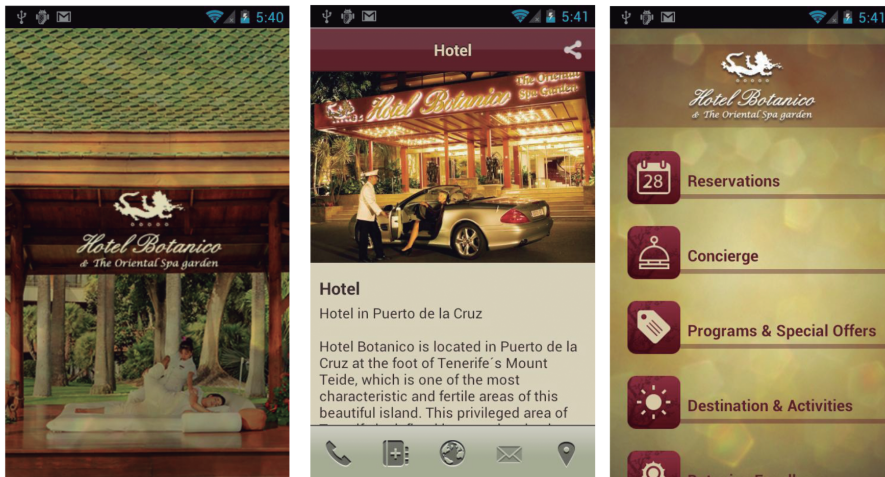 5:40
Hotel Botanico
& The Oriental Spa garden
5:41
Hotel
The Oriental
Hotel Botanico Spa Garden
Hotel
Hotel in Puerto de la Cruz
Hotel Botanico is located in Puerto de la
Cruz at the foot of Tenerife´s Mount
Teide, which is one of the most
characteristic and fertile areas of this
beautiful island. This privileged area of
5:41
Hotel Botanico
& The Oriental Spa garden
28 Reservations
Concierge
Programs & Special Offers
Destination & Activities